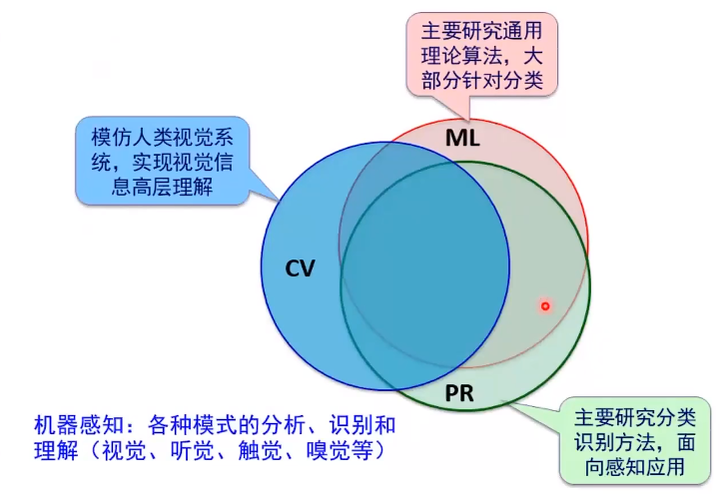 主要研究通用
理论算法，大
部分针对分类
模仿人类视觉系
统，实现视觉信
息高层理解
ML
CV
PR
机器感知：各种模式的分析、识别和
理解（视觉、听觉、触觉、嗅觉等）
主要研究分类
识别方法，面
向感知应用